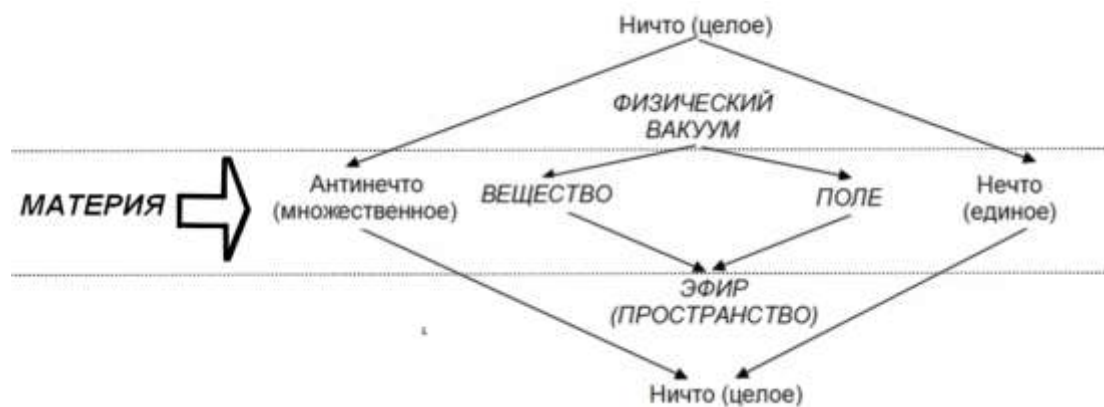 Ничто (целое)
ФИЗИЧЕСКИЙ
ВАКУУМ
МАТЕРИЯ
Антинечто
(множественное)
ВЕЩЕСТВО
ПОЛЕ
Нечто
(единое)
ЭФИР
(ПРОСТРАНСТВО)
Ничто (целое)